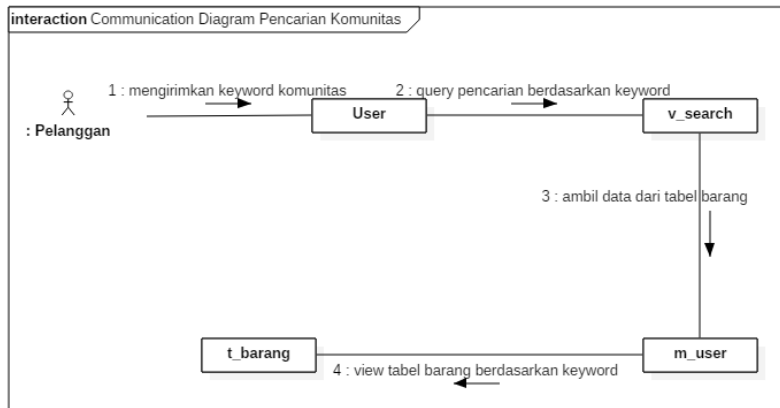 interaction Communication Diagram Pencarian Komunitas
1 : mengirimkan keyword komunitas
2 : query pencarian berdasarkan keyword
: Pelanggan
User
v_search
3 : ambil data dari tabel barang
t_barang
m_user
4 : view tabel barang berdasarkan keyword